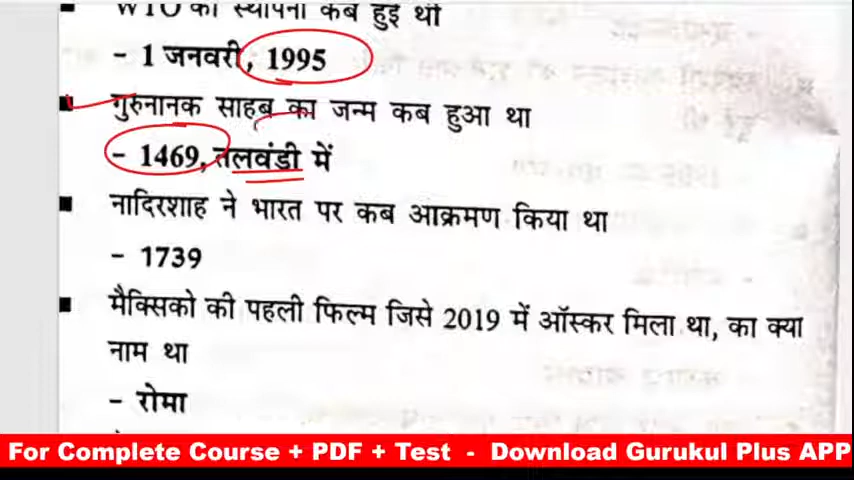 WTO की स्थापना कब हुई थी
- 1 जनवरी, 1995
गुरुनानक साहब का जन्म कब हुआ था
- 1469, तलवंडी में
नादिरशाह ने भारत पर कब आक्रमण किया था
- 1739
मैक्सिको की पहली फिल्म जिसे 2019 में ऑस्कर मिला था, का क्या
नाम था
- रोमा
For Complete Course + PDF + Test - Download Gurukul Plus APP